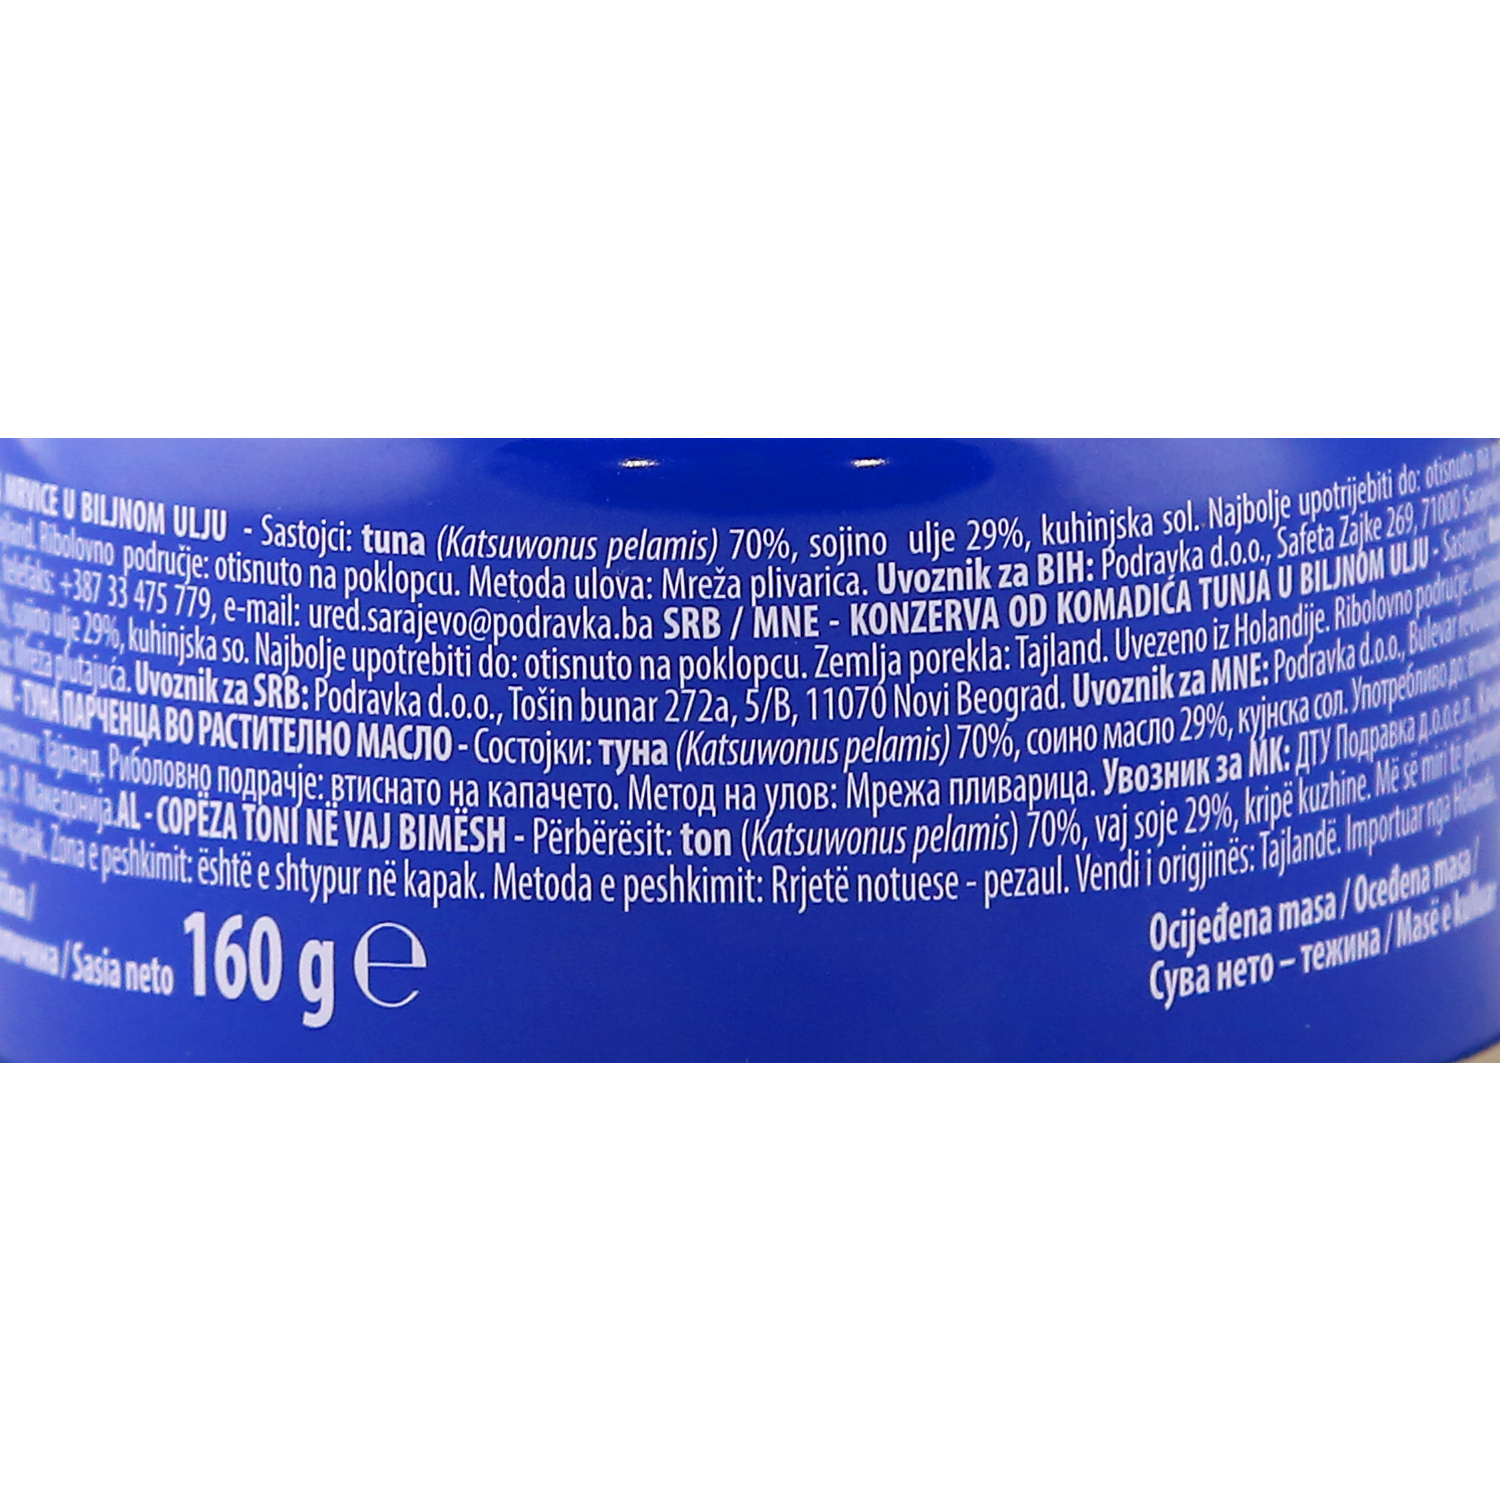 MRVICE U BILJNOM ULJU - Sastojci: tuna (Katsuwonus pelamis) 70%, sojino ulje 29%, kuhinjska sol. Najbolje upotrijebiti do: otisnuto na
Ribolovno područje: otisnuto na poklopcu. Metoda ulova: Mreža plivarica. Uvoznik za BIH: Podravka d.o.o., Safeta Zajke 269, 71000
Telefaks: +387 33 475 779, e-mail: ured.sarajevo@podravka.ba SRB / MNE - KONZERVA OD KOMADIĆA TUNJA U BILJNOM ULJU - Sastojci:
sojino ulje 29%, kuhinjska so. Najbolje upotrebiti do: otisnuto na poklopcu. Zemlja porekla: Tajland. Uvezeno iz Holandije. Ribolovno područje:
Mreža plutajuća. Uvoznik za SRB: Podravka d.o.o., Tošin bunar 272a, 5/B, 11070 Novi Beograd. Uvoznik za MNE: Podravka d.o.o., Bulevar
- ТУНА ПАРЧЕНЦА ВО РАСТИТЕЛНО МАСЛО - Состојки: туна (Katsuwonus pelamis) 70%, соино масло 29%, кујнска сол. Употребливо до:
Тајланд. Риболовно подрачје: втиснато на капачето. Метод на улов: Мрежа пливарица. Увозник за МК: ДТУ Подравка д.о.о.е.л.
Р. Македонија. AL - COPËZA TONI NË VAJ BIMËSH - Përbërësit: ton (Katsuwonus pelamis) 70%, vaj soje 29%, kripë kuzhine. Më së miri të
kapak. Zona e peshkimit: është e shtypur në kapak. Metoda e peshkimit: Rrjetë notuese - pezaul. Vendi i origjinës: Tajlandë. Importuar nga
Ocijeđena masa / Oceđena masa /
/ Sasia neto 160 g ℮ Сува нето – тежина / Masë e